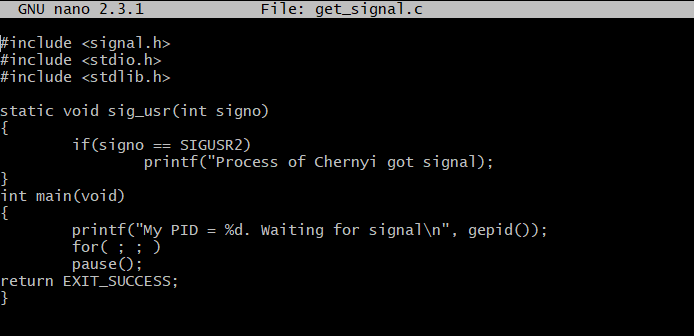 GNU nano 2.3.1 File: get_signal.c
#include <signal.h>
#include <stdio.h>
#include <stdlib.h>
static void sig_usr(int signo)
{
if(signo == SIGUSR2)
printf("Process of Chernyi got signal);
}
int main(void)
{
printf("My PID = %d. Waiting for signal\n", gepid());
for( ; ; )
pause();
return EXIT_SUCCESS;
}